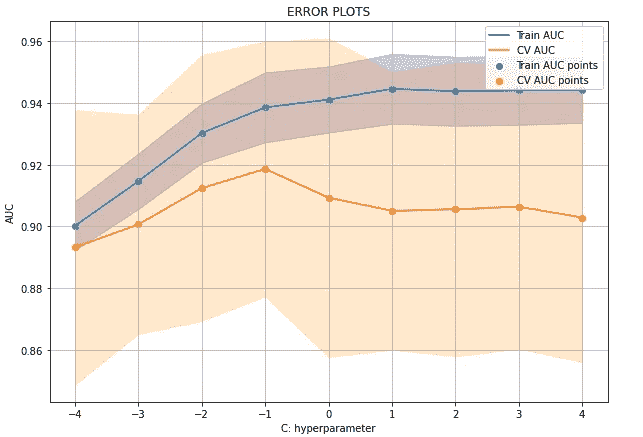 ERROR PLOTS
Train AUC
CV AUC
Train AUC points
CV AUC points
0.96
0.94
0.92
0.90
0.88
0.86
AUC
−4 −3 −2 −1 0 1 2 3 4
C: hyperparameter